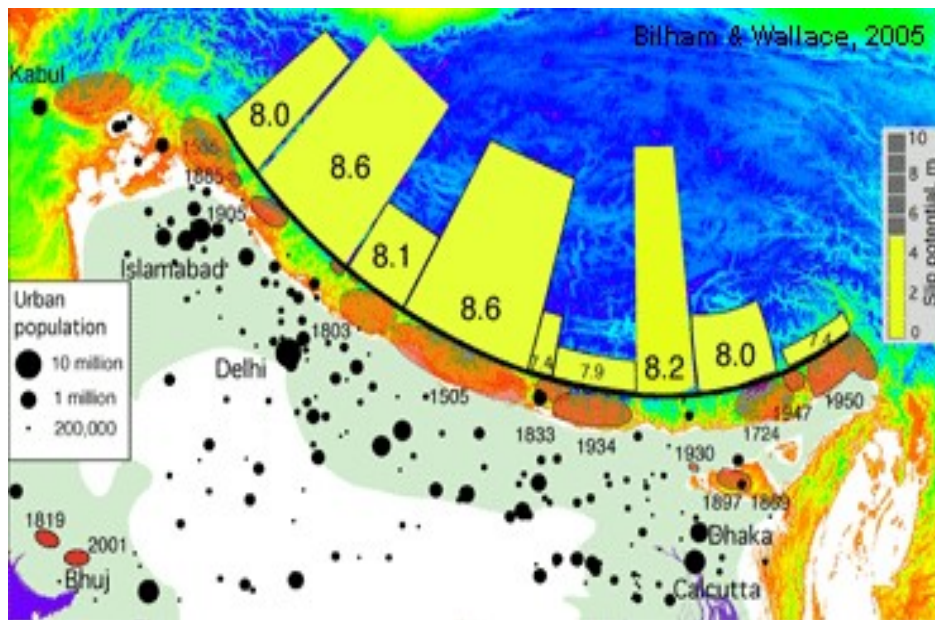 Bilham & Wallace, 2005
Kabul
8.0
8.6
8.1
8.6
7.9
8.2
8.0
7.4
10
8
6
4
2
0
Slip potential, m
1885
1905
Islamabad
1803
Delhi
1505
1833
1934
1930
1724
1947
1950
1897
1869
Urban
population
10 million
1 million
200,000
1819
2001
Bhuj
Dhaka
Calcutta